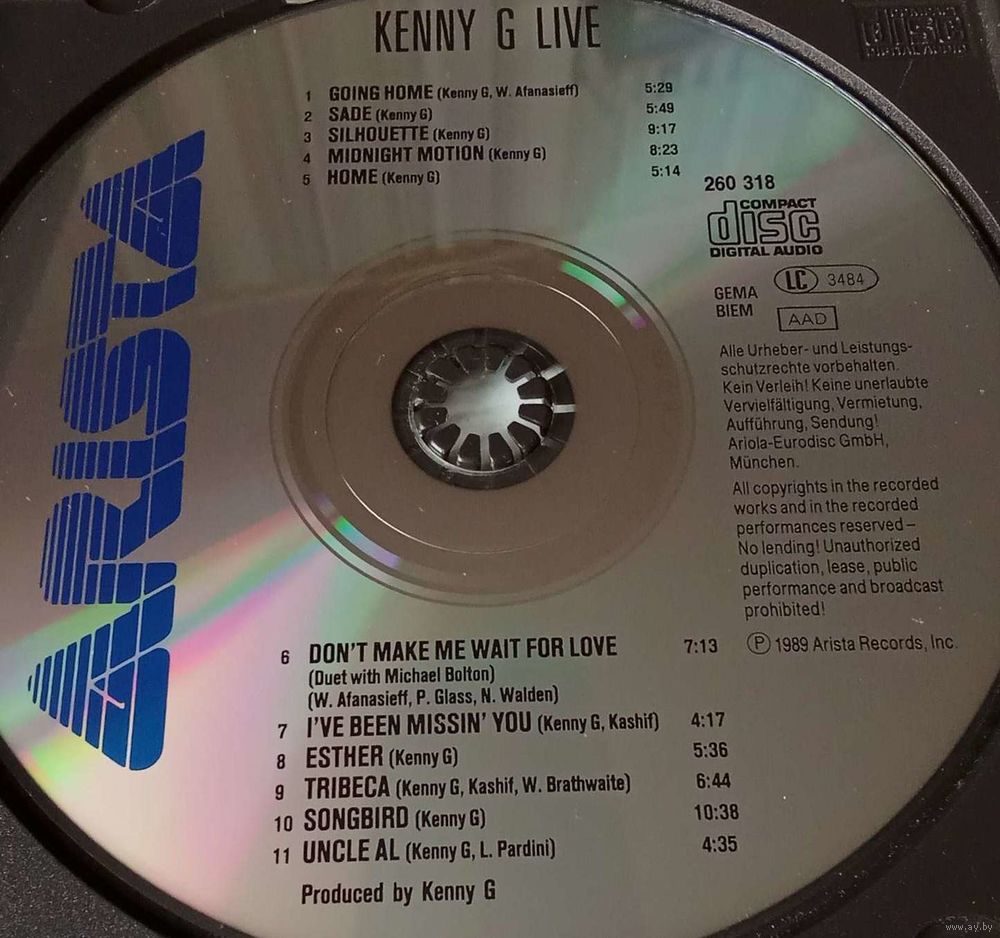 KENNY G LIVE
1 GOING HOME (Kenny G, W. Afanasieff) 5:29
2 SADE (Kenny G) 5:49
3 SILHOUETTE (Kenny G) 9:17
4 MIDNIGHT MOTION (Kenny G) 8:23
5 HOME (Kenny G) 5:14
ARISTA
260 318
COMPACT
disc
DIGITAL AUDIO
LC 3484
GEMA
BIEM
AAD
Alle Urheber- und Leistungs-
schutzrechte vorbehalten.
Kein Verleih! Keine unerlaubte
Vervielfältigung, Vermietung,
Aufführung, Sendung!
Ariola-Eurodisc GmbH,
München.
All copyrights in the recorded
works and in the recorded
performances reserved –
No lending! Unauthorized
duplication, lease, public
performance and broadcast
prohibited!
℗ 1989 Arista Records, Inc.
6 DON'T MAKE ME WAIT FOR LOVE 7:13
(Duet with Michael Bolton)
(W. Afanasieff, P. Glass, N. Walden)
7 I'VE BEEN MISSIN' YOU (Kenny G, Kashif) 4:17
8 ESTHER (Kenny G) 5:36
9 TRIBECA (Kenny G, Kashif, W. Brathwaite) 6:44
10 SONGBIRD (Kenny G) 10:38
11 UNCLE AL (Kenny G, L. Pardini) 4:35
Produced by Kenny G
www.ay.by